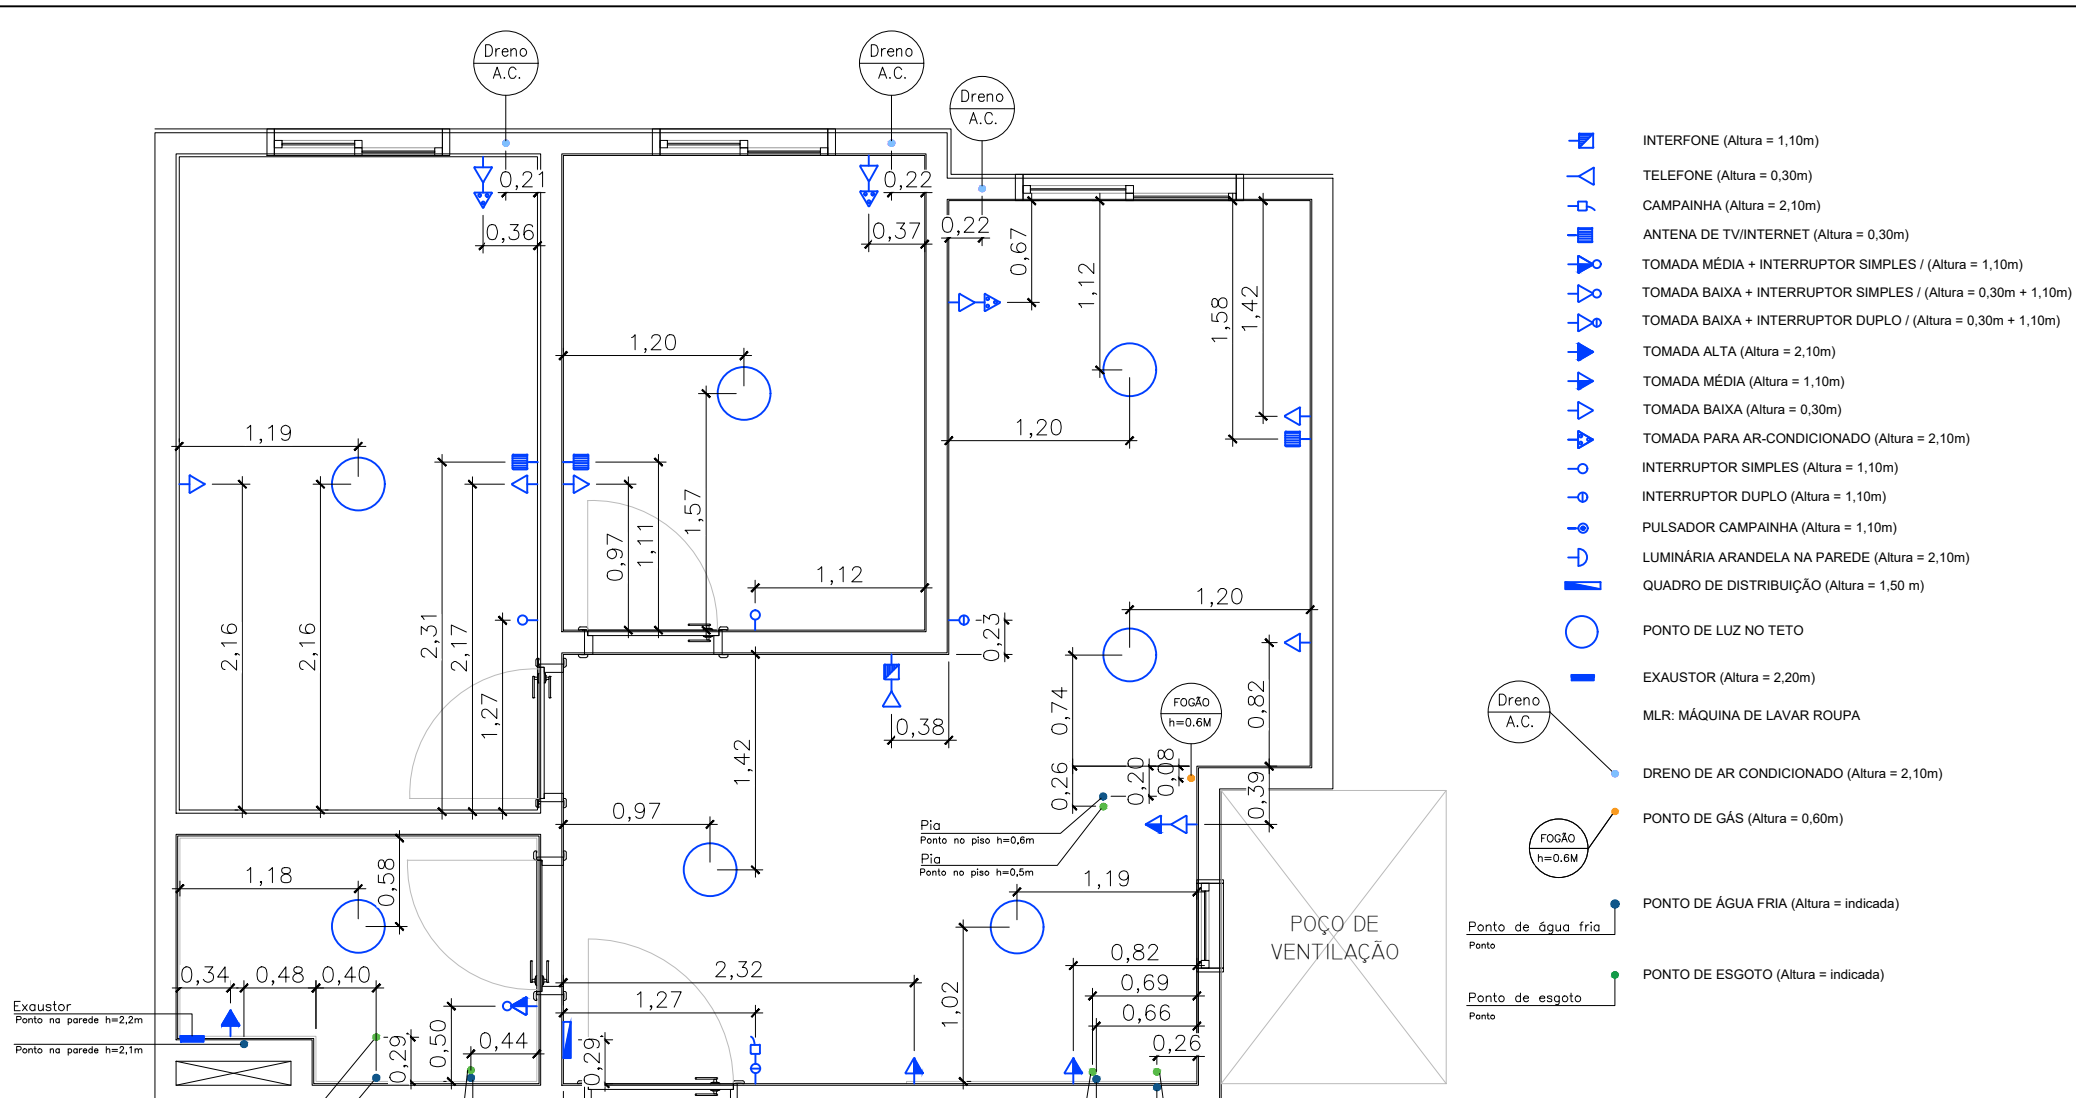 Dreno
A.C.
Dreno
A.C.
Dreno
A.C.
0,21
0,36
0,22
0,37
0,22
0,67
1,12
1,58
1,42
1,20
1,19
1,20
2,16
2,16
2,31
2,17
1,27
0,97
1,11
1,57
1,12
1,20
0,23
0,38
0,74
0,26
0,20
0,08
0,82
0,39
FOGÃO
h=0.6M
1,42
0,97
Pia
Ponto no piso h=0,6m
Pia
Ponto no piso h=0,5m
1,18
0,58
0,34
0,48
0,40
0,29
0,50
0,44
Exaustor
Ponto na parede h=2,2m
Ponto na parede h=2,1m
2,32
1,27
0,29
1,02
1,19
0,82
0,69
0,66
0,26
POÇO DE
VENTILAÇÃO
INTERFONE (Altura = 1,10m)
TELEFONE (Altura = 0,30m)
CAMPAINHA (Altura = 2,10m)
ANTENA DE TV/INTERNET (Altura = 0,30m)
TOMADA MÉDIA + INTERRUPTOR SIMPLES / (Altura = 1,10m)
TOMADA BAIXA + INTERRUPTOR SIMPLES / (Altura = 0,30m + 1,10m)
TOMADA BAIXA + INTERRUPTOR DUPLO / (Altura = 0,30m + 1,10m)
TOMADA ALTA (Altura = 2,10m)
TOMADA MÉDIA (Altura = 1,10m)
TOMADA BAIXA (Altura = 0,30m)
TOMADA PARA AR-CONDICIONADO (Altura = 2,10m)
INTERRUPTOR SIMPLES (Altura = 1,10m)
INTERRUPTOR DUPLO (Altura = 1,10m)
PULSADOR CAMPAINHA (Altura = 1,10m)
LUMINÁRIA ARANDELA NA PAREDE (Altura = 2,10m)
QUADRO DE DISTRIBUIÇÃO (Altura = 1,50 m)
PONTO DE LUZ NO TETO
EXAUSTOR (Altura = 2,20m)
MLR: MÁQUINA DE LAVAR ROUPA
Dreno
A.C.
DRENO DE AR CONDICIONADO (Altura = 2,10m)
PONTO DE GÁS (Altura = 0,60m)
FOGÃO
h=0.6M
PONTO DE ÁGUA FRIA (Altura = indicada)
Ponto de água fria
Ponto
PONTO DE ESGOTO (Altura = indicada)
Ponto de esgoto
Ponto